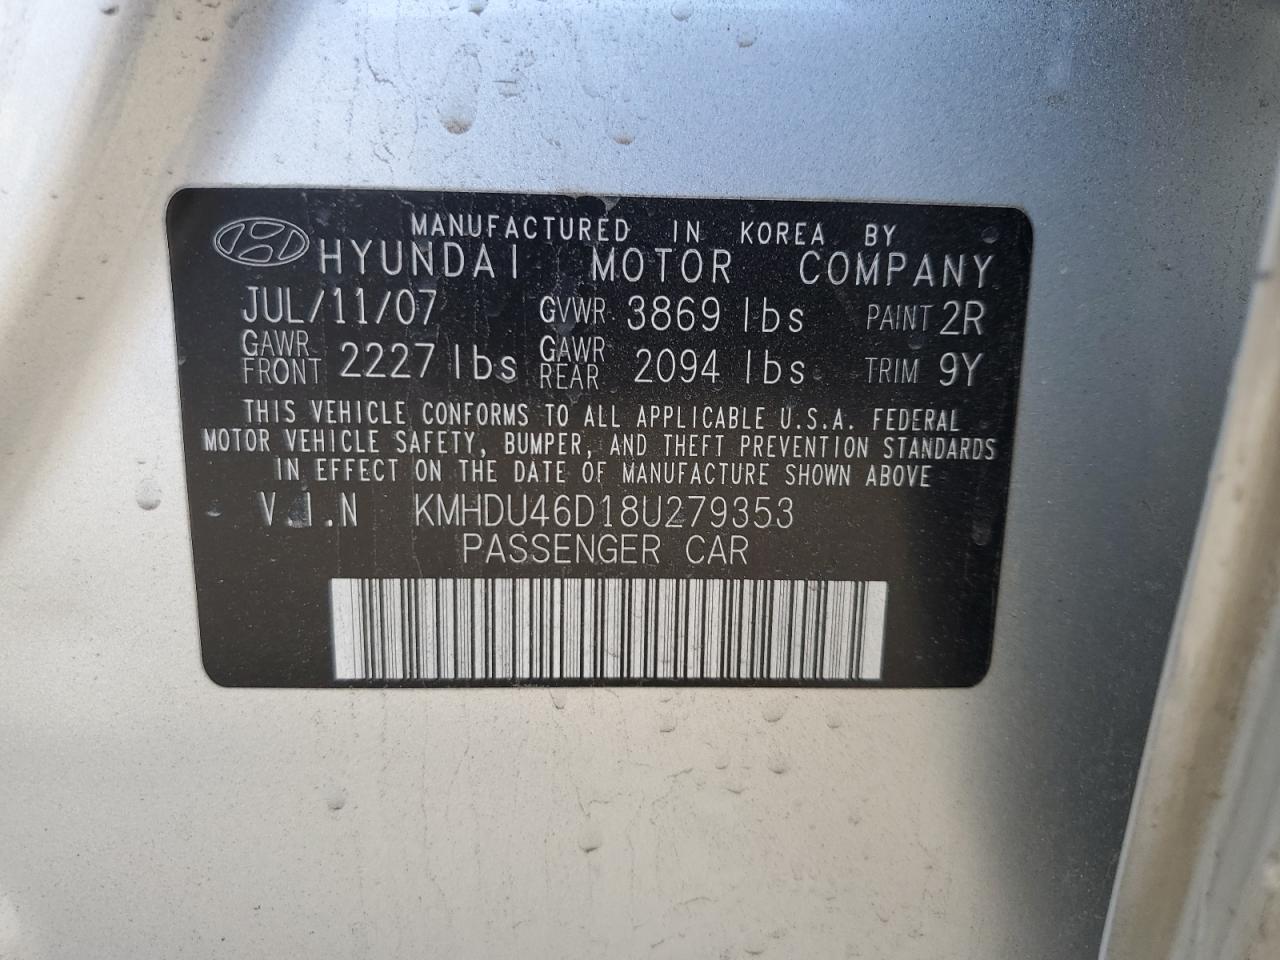 MANUFACTURED IN KOREA BY
HYUNDAI MOTOR COMPANY
JUL/11/07 GVWR 3869 lbs PAINT 2R
GAWR FRONT 2227 lbs GAWR REAR 2094 lbs TRIM 9Y
THIS VEHICLE CONFORMS TO ALL APPLICABLE U.S.A. FEDERAL
MOTOR VEHICLE SAFETY, BUMPER, AND THEFT PREVENTION STANDARDS
IN EFFECT ON THE DATE OF MANUFACTURE SHOWN ABOVE
V.I.N KMHDU46D18U279353
PASSENGER CAR